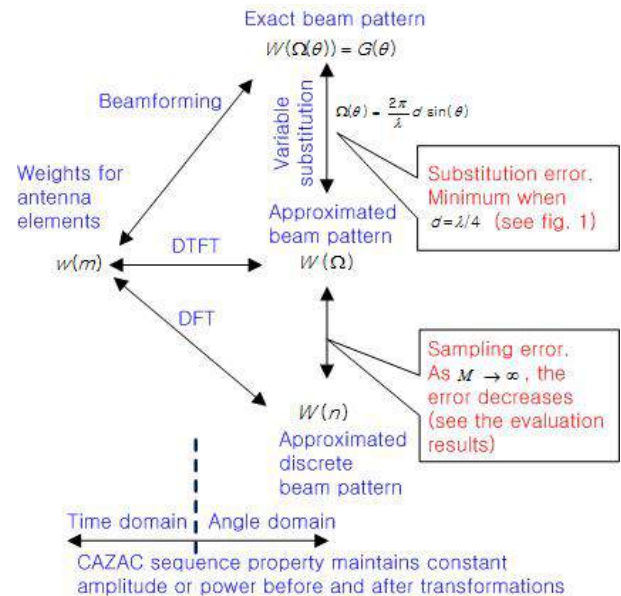 Exact beam pattern
W(Ω(θ)) = G(θ)
Beamforming
Variable
substitution
Ω(θ) = 2π/λ d sin(θ)
Weights for
antenna
elements
Substitution error.
Minimum when
d=λ/4 (see fig. 1)
Approximated
beam pattern
w(m)
DTFT
W(Ω)
DFT
Sampling error.
As M → ∞, the
error decreases
(see the evaluation
results)
W(n)
Approximated
discrete
beam pattern
Time domain
Angle domain
CAZAC sequence property maintains constant
amplitude or power before and after transformations